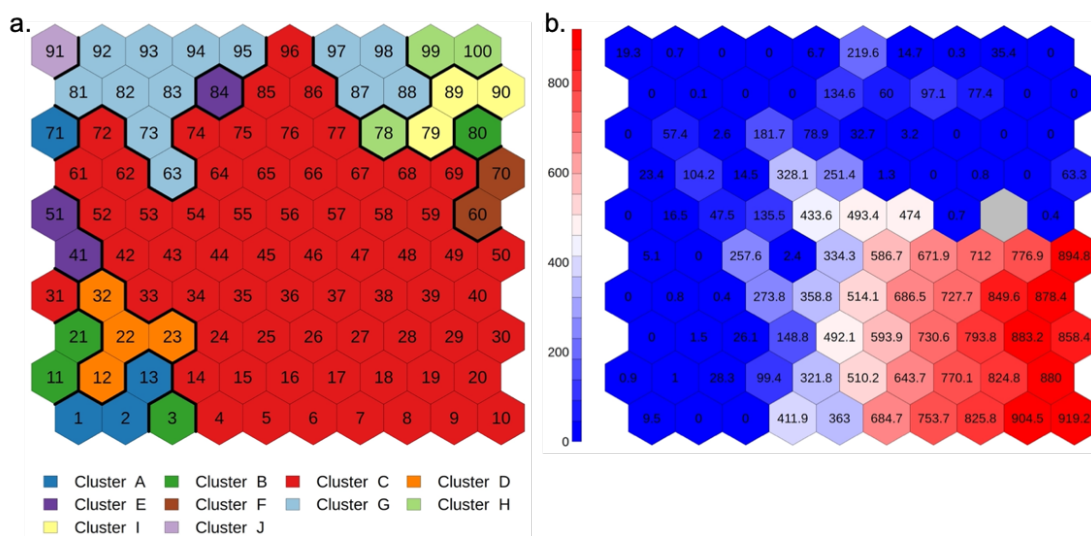 a.
91 92 93 94 95 96 97 98 99 100
81 82 83 84 85 86 87 88 89 90
71 72 73 74 75 76 77 78 79 80
61 62 63 64 65 66 67 68 69 70
51 52 53 54 55 56 57 58 59 60
41 42 43 44 45 46 47 48 49 50
31 32 33 34 35 36 37 38 39 40
21 22 23 24 25 26 27 28 29 30
11 12 13 14 15 16 17 18 19 20
1 2 3 4 5 6 7 8 9 10
Cluster A Cluster B Cluster C Cluster D
Cluster E Cluster F Cluster G Cluster H
Cluster I Cluster J
b.
800
600
400
200
0
19.3 0.7 0 0 6.7 219.6 14.7 0.3 35.4 0
0 0.1 0 0 134.6 60 97.1 77.4 0 0
0 57.4 2.6 181.7 78.9 32.7 3.2 0 0 0
23.4 104.2 14.5 328.1 251.4 1.3 0 0.8 0 63.3
0 16.5 47.5 135.5 433.6 493.4 474 0.7 0.4
5.1 0 257.6 2.4 334.3 586.7 671.9 712 776.9 894.8
0 0.8 0.4 273.8 358.8 514.1 686.5 727.7 849.6 878.4
0 1.5 26.1 148.8 492.1 593.9 730.6 793.8 883.2 858.4
0.9 1 28.3 99.4 321.8 510.2 643.7 770.1 824.8 880
9.5 0 0 411.9 363 684.7 753.7 825.8 904.5 919.2